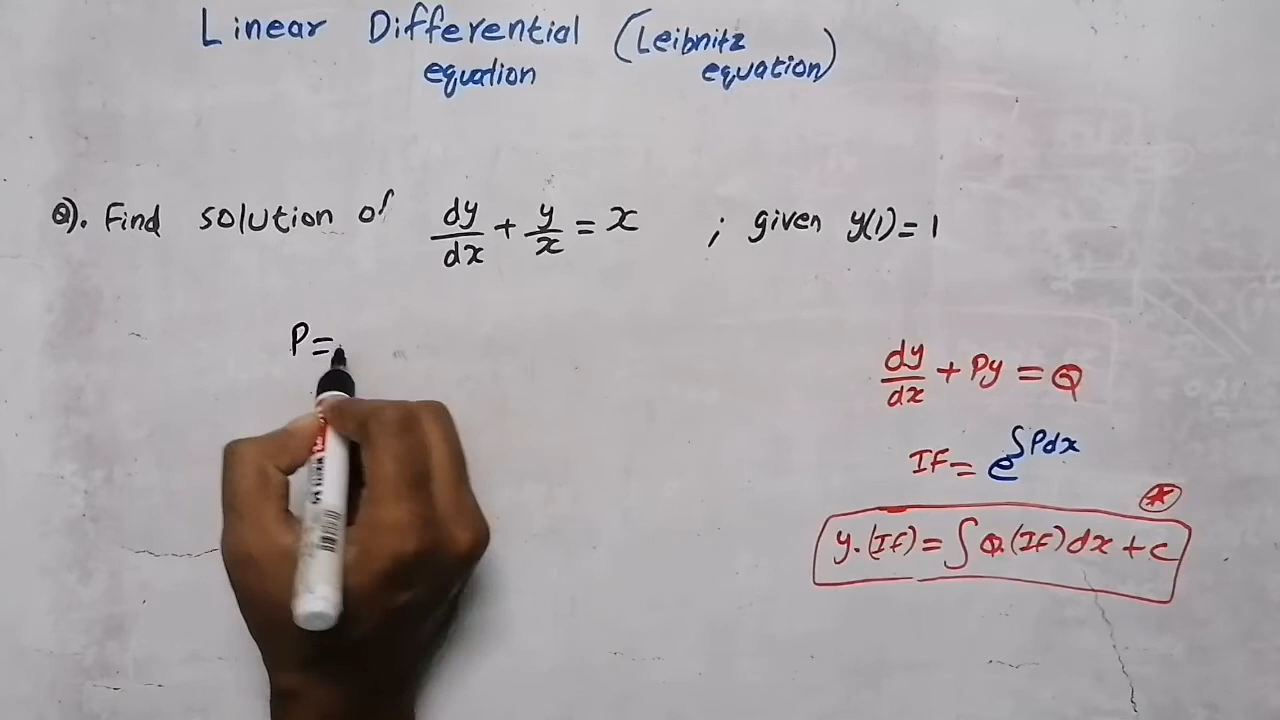 Linear Differential (Leibnitz
equation equation)
Q). Find solution of dy/dx + y/x = x ; given y(1) = 1
P =
dy/dx + Py = Q
IF = e^∫Pdx
*
y.(IF) = ∫Q.(IF)dx + c